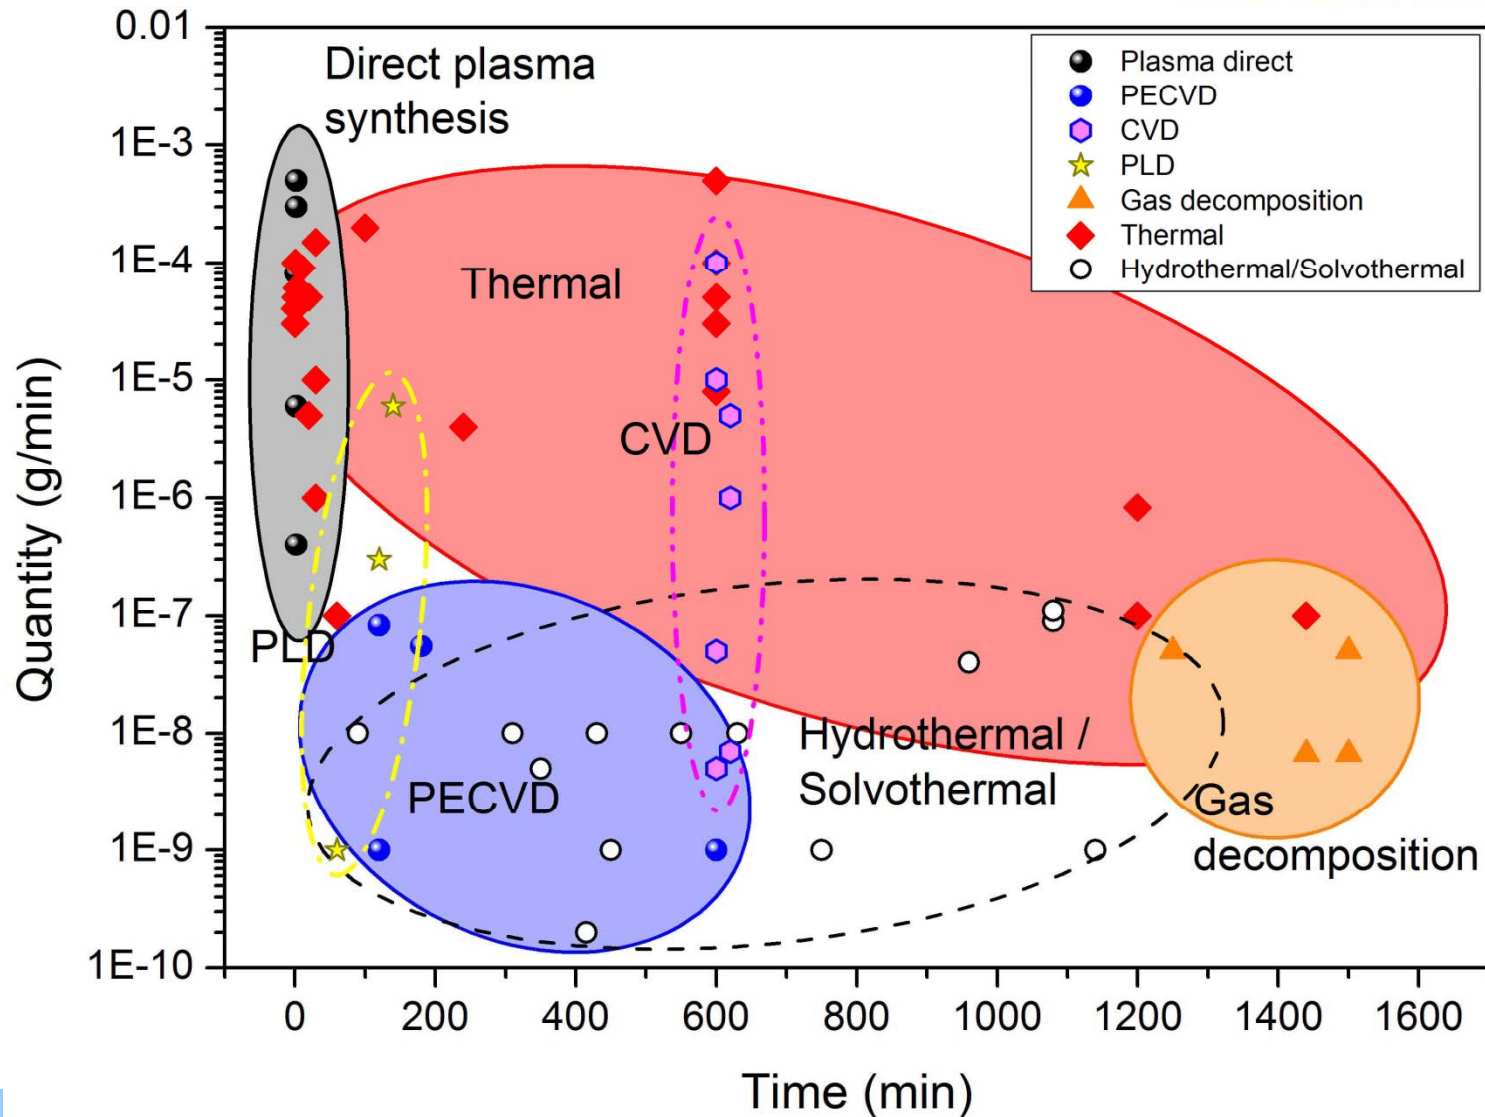 0.01
1E-3
1E-4
1E-5
1E-6
1E-7
1E-8
1E-9
1E-10
Quantity (g/min)
Direct plasma
synthesis
Plasma direct
PECVD
CVD
PLD
Gas decomposition
Thermal
Hydrothermal/Solvothermal
Thermal
CVD
PLD
PECVD
Hydrothermal /
Solvothermal
Gas
decomposition
0 200 400 600 800 1000 1200 1400 1600
Time (min)